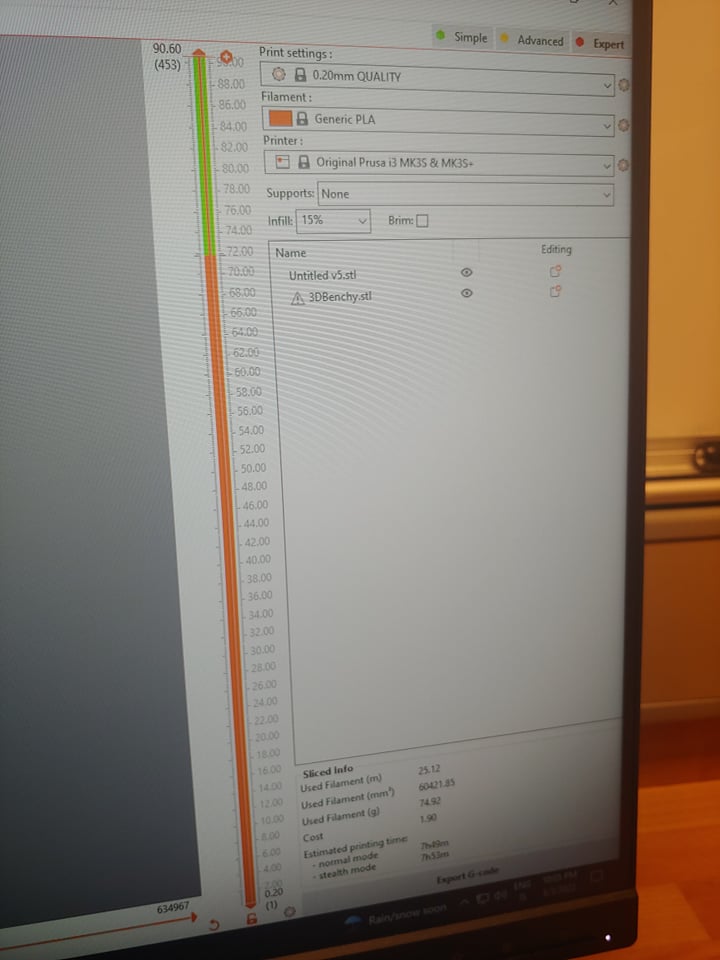 Simple Advanced Expert
90.60
(453)
Print settings :
0.20mm QUALITY
Filament :
Generic PLA
Printer :
Original Prusa i3 MK3S & MK3S+
Supports: None
Infill: 15% Brim:
Name Editing
Untitled v5.stl
3DBenchy.stl
88.00
86.00
84.00
82.00
80.00
78.00
76.00
74.00
72.00
70.00
68.00
66.00
64.00
62.00
60.00
58.00
56.00
54.00
52.00
50.00
48.00
46.00
44.00
42.00
40.00
38.00
36.00
34.00
32.00
30.00
28.00
26.00
24.00
22.00
20.00
18.00
16.00
14.00
12.00
10.00
8.00
6.00
4.00
2.00
0.20
(1)
634967
Sliced Info
Used Filament (m) 25.12
Used Filament (mm³) 60421.85
Used Filament (g) 74.92
Cost 1.90
Estimated printing time:
- normal mode 7h49m
- stealth mode 7h53m
Export G-code
Rain/snow soon
ENG